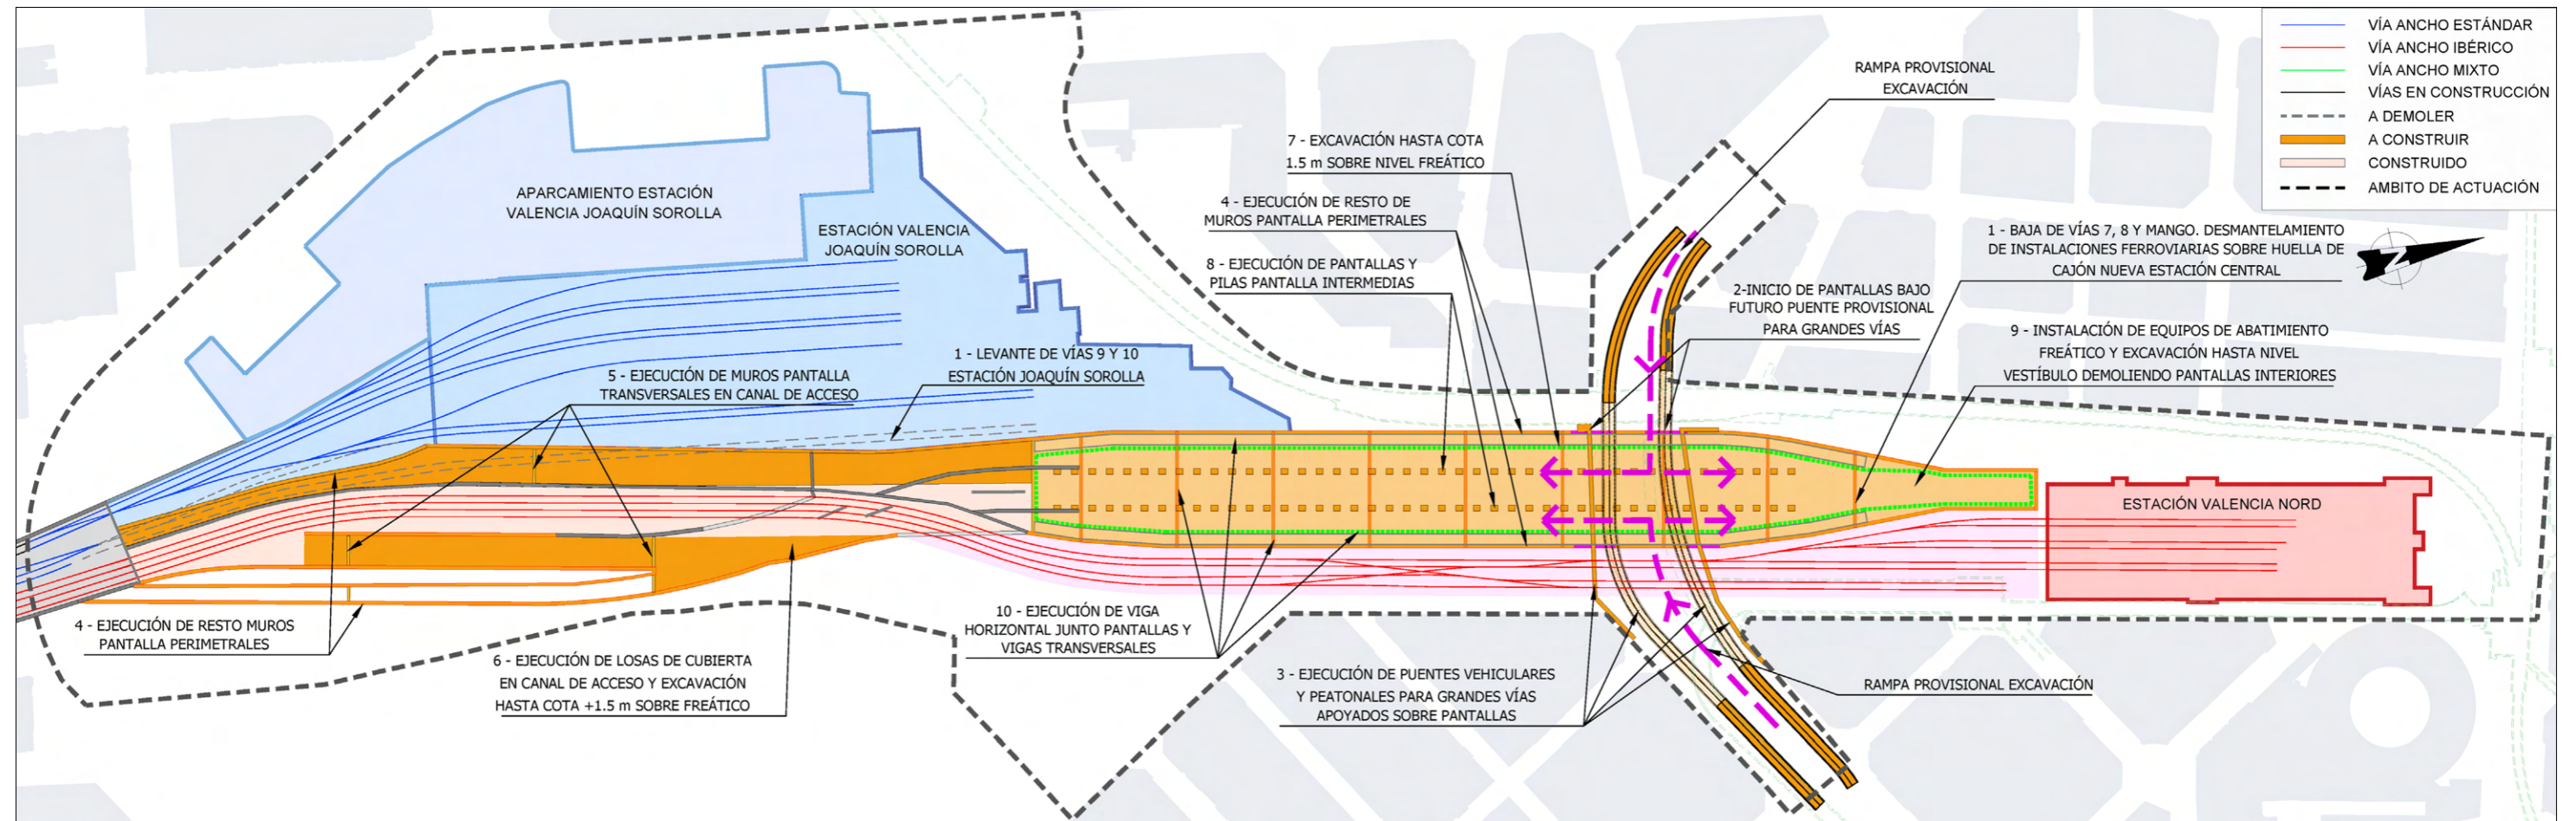 VÍA ANCHO ESTÁNDAR
VÍA ANCHO IBÉRICO
VÍA ANCHO MIXTO
VÍAS EN CONSTRUCCIÓN
A DEMOLER
A CONSTRUIR
CONSTRUIDO
AMBITO DE ACTUACIÓN
RAMPA PROVISIONAL
EXCAVACIÓN
7 - EXCAVACIÓN HASTA COTA
1.5 m SOBRE NIVEL FREÁTICO
APARCAMIENTO ESTACIÓN
VALENCIA JOAQUÍN SOROLLA
4 - EJECUCIÓN DE RESTO DE
MUROS PANTALLA PERIMETRALES
ESTACIÓN VALENCIA
JOAQUÍN SOROLLA
1 - BAJA DE VÍAS 7, 8 Y MANGO. DESMANTELAMIENTO
DE INSTALACIONES FERROVIARIAS SOBRE HUELLA DE
CAJÓN NUEVA ESTACIÓN CENTRAL
N
8 - EJECUCIÓN DE PANTALLAS Y
PILAS PANTALLA INTERMEDIAS
2-INICIO DE PANTALLAS BAJO
FUTURO PUENTE PROVISIONAL
PARA GRANDES VÍAS
9 - INSTALACIÓN DE EQUIPOS DE ABATIMIENTO
FREÁTICO Y EXCAVACIÓN HASTA NIVEL
VESTÍBULO DEMOLIENDO PANTALLAS INTERIORES
1 - LEVANTE DE VÍAS 9 Y 10
ESTACIÓN JOAQUÍN SOROLLA
5 - EJECUCIÓN DE MUROS PANTALLA
TRANSVERSALES EN CANAL DE ACCESO
ESTACIÓN VALENCIA NORD
4 - EJECUCIÓN DE RESTO MUROS
PANTALLA PERIMETRALES
10 - EJECUCIÓN DE VIGA
HORIZONTAL JUNTO PANTALLAS Y
VIGAS TRANSVERSALES
6 - EJECUCIÓN DE LOSAS DE CUBIERTA
EN CANAL DE ACCESO Y EXCAVACIÓN
HASTA COTA +1.5 m SOBRE FREÁTICO
3 - EJECUCIÓN DE PUENTES VEHICULARES
Y PEATONALES PARA GRANDES VÍAS
APOYADOS SOBRE PANTALLAS
RAMPA PROVISIONAL EXCAVACIÓN